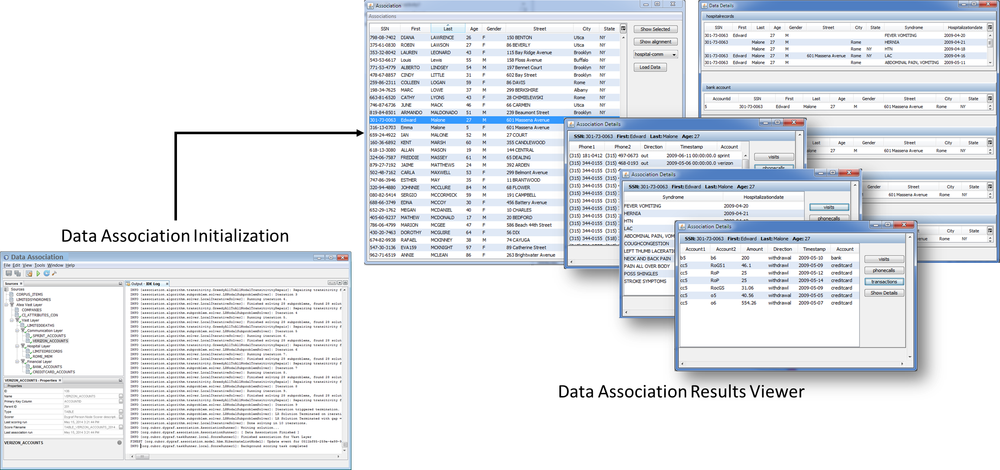 Data Association Initialization
Data Association
File Edit View Tools Window Help
Sources
Sources
CORPUS_ITEMS
LIMITEDSYNDROMES
Atea Vast Layer
COMPANIES
CI_ATTRIBUTES_CON
Vast Layer
LIMITEDDEATHS
Communication Layer
SPRINT_ACCOUNTS
VERIZON_ACCOUNTS
Hospital Layer
LIMITEDRECORDS
ROME_MEM
Financial Layer
BANK_ACCOUNTS
CREDITCARD_ACCOUNTS
VERIZON_ACCOUNTS - Properties
Properties
ID 106
Name VERIZON_ACCOUNTS
Primary Key Column ACCOUNTID
Parent ID 201
Type TABLE
Scorer Dygraf Person Node Scorer descripti...
Last scoring run May 15, 2014 3:21:44 PM
Score Filename TABLE_VERIZON_ACCOUNTS_2014...
Last association run May 15, 2014 3:21:44 PM
VERIZON_ACCOUNTS
Output - IDE Log
INFO [association.algorithm.transitivity.GreedyAllToAllNodalTransitivityRepair]: Repairing transitivity f
INFO [association.algorithm.subproblem.solver.LRNodalSubproblemSolver]: Iteration 3
INFO [association.algorithm.solver.LocalIterativeSolver]: Running iteration 4.
INFO [association.algorithm.solver.LocalIterativeSolver]: Finished solving 28 subproblems, found 28 solut
INFO [association.algorithm.transitivity.GreedyAllToAllNodalTransitivityRepair]: Repairing transitivity f
INFO [association.algorithm.subproblem.solver.LRNodalSubproblemSolver]: Iteration 4
INFO [association.algorithm.solver.LocalIterativeSolver]: Running iteration 5.
INFO [association.algorithm.solver.LocalIterativeSolver]: Finished solving 28 subproblems, found 28 solut
INFO [association.algorithm.transitivity.GreedyAllToAllNodalTransitivityRepair]: Repairing transitivity f
INFO [association.algorithm.subproblem.solver.LRNodalSubproblemSolver]: Iteration 5
INFO [association.algorithm.solver.LocalIterativeSolver]: Running iteration 6.
INFO [association.algorithm.solver.LocalIterativeSolver]: Finished solving 28 subproblems, found 28 solut
INFO [association.algorithm.transitivity.GreedyAllToAllNodalTransitivityRepair]: Repairing transitivity f
INFO [association.algorithm.subproblem.solver.LRNodalSubproblemSolver]: Iteration 6
INFO [association.algorithm.solver.LocalIterativeSolver]: Running iteration 7.
INFO [association.algorithm.solver.LocalIterativeSolver]: Finished solving 28 subproblems, found 28 solut
INFO [association.algorithm.transitivity.GreedyAllToAllNodalTransitivityRepair]: Repairing transitivity f
INFO [association.algorithm.subproblem.solver.LRNodalSubproblemSolver]: Iteration 7
INFO [association.algorithm.solver.LocalIterativeSolver]: Running iteration 8.
INFO [association.algorithm.solver.LocalIterativeSolver]: Finished solving 28 subproblems, found 28 solut
INFO [association.algorithm.transitivity.GreedyAllToAllNodalTransitivityRepair]: Repairing transitivity f
INFO [association.algorithm.subproblem.solver.LRNodalSubproblemSolver]: Iteration 8
INFO [association.algorithm.solver.LocalIterativeSolver]: Running iteration 9.
INFO [association.algorithm.solver.LocalIterativeSolver]: Finished solving 28 subproblems, found 28 solut
INFO [association.algorithm.transitivity.GreedyAllToAllNodalTransitivityRepair]: Repairing transitivity f
INFO [association.algorithm.subproblem.solver.LRNodalSubproblemSolver]: Iteration 9
INFO [association.algorithm.subproblem.solver.LRNodalSubproblemSolver]: Iteration triggered termination.
INFO [association.algorithm.subproblem.solver.LRNodalSubproblemSolver]: LR Solution Terminated on iterati
INFO [association.algorithm.subproblem.solver.LRNodalSubproblemSolver]: LR Solution Terminated with gap =
INFO [association.algorithm.solver.LocalIterativeSolver]: Done solving in 10 iterations.
INFO [org.cubrc.dygraf.association.AssociationRunner]: Writing solution...
INFO [org.cubrc.dygraf.association.AssociationRunner]: [ Data Association Finished ]
INFO [org.cubrc.dygraf.taskRunner.local.ScoreRunner1]: Finished association for Vast Layer
FINEST [org.cubrc.dygraf.association.model.hbm.HibernateListModel]: Update event for 0511bf85-259e-4e99-9
INFO [org.cubrc.dygraf.taskRunner.local.ScoreRunner1]: Background scoring task completed
Association
Associations
SSN First Last Age Gender Street City State
798-08-7402 DIANA LAWRENCE 26 F 150 BENTON Utica NY
375-61-0830 ROBIN LAWSON 27 F 86 BEVERLY Utica NY
353-32-8042 LAUREN LEONARD 43 F 115 Bay Ridge Avenue Brooklyn NY
543-53-6617 Louis Lewis 55 M 158 Floss Avenue Buffalo NY
771-53-4779 ALBERTO LINDSEY 54 M 197 Bennet Court Brooklyn NY
478-67-8857 CINDY LITTLE 31 F 602 Bay Street Brooklyn NY
259-86-2311 COLLEEN LOGAN 59 F 86 DAVIS Rome NY
198-34-7625 MARC LOWE 37 M 299 BERKSHIRE Albany NY
663-81-6520 CATHY LYONS 43 F 28 CHIMIELEWSKI Rome NY
746-87-6736 JUNE MACK 46 F 66 CARMEN Utica NY
819-84-8501 ARMANDO MALDONADO 51 M 239 Beaumont Street Brooklyn NY
301-73-0063 Edward Malone 27 M 601 Massena Avenue
316-13-0703 Emma Malone 5 F 601 Massena Avenue
659-24-4922 IAN MALONE 52 M 27 COURT
160-36-6892 KENT MARSH 60 M 355 CANDLEWOOD
618-13-3080 ALLAN MASON 19 M 144 CENTRAL
324-06-7587 FREDDIE MASSEY 61 M 65 DEALING
879-27-7192 JAIME MATTHEWS 24 M 392 ARDEN
502-48-7162 CARLA MAXWELL 53 F 299 Belmont Avenue
747-86-3946 ESTHER MAY 35 F 11 BRANTWOOD
320-94-4880 JOHNNIE MCCLURE 84 M 68 FLOWER
080-82-5414 SERGIO MCCORMICK 59 M 191 CAMPBELL
688-66-3749 EDNA MCCOY 30 F 456 Battery Avenue
652-29-1762 MEGAN MCDANIEL 40 F 10 CHARLES
405-60-9237 MATHEW MCDONALD 17 M 20 BEDFORD
786-06-4799 MARION MCGEE 47 F 586 Beach 44th Street
430-20-7463 DOROTHY MCGUIRE 64 F 56 DIX
674-82-9938 RAFAEL MCKINNEY 38 M 74 CAYUGA
547-30-3136 EVA159 MCKNIGHT 97 F 89 Catherine Street
962-71-6519 ANNIE MCLEAN 86 F 263 Brightwater Avenue
Show Selected
Show alignment
hospital-comm
Load Data
Data Details
hospitalrecords
SSN First Last Age Gender Street City State Syndrome Hospitalizationdate
301-73-0063 Edward 27 M FEVER VOMITING 2009-04-20
301-73-0063 Malone Rome HERNIA 2009-04-21
Malone 27 M Rome NY HTN 2009-04-18
301-73-0063 Edward Malone 27 M 601 Massena Avenue Rome NY LAC 2009-04-16
301-73-0063 Edward Malone 27 M Rome ABDOMINAL PAIN, VOMITING 2009-05-11
bank account
Accountid SSN First Last Age Gender Street City State
5 301-73-0063 Edward Malone 27 M 601 Massena Avenue Rome NY
Last Age Gender Street City State
alone 27 M 601 Massena Avenue Rome NY
Gender Street City State
601 Massena Avenue Rome NY
City State
Avenue Rome NY
Association Details
SSN: 301-73-0063 First: Edward Last: Malone Age: 27
Phone1 Phone2 Direction Timestamp Account
(315) 181-0412 (315) 497-0673 out 2009-06-11 00:00:00.0 sprint
(315) 344-0155 (315) 468-0193 out 2009-05-06 00:00:00.0 verizon
(315) 344-0155 (315)
(315) 344-0155 (315)
(315) 344-0155 (315)
(315) 344-0155 (315)
(315) 344-0155 (315)
(315) 344-0155 (315)
(315) 344-0155 (315)
(315) 344-0155 (315)
(315) 344-0155 (315)
(315) 344-0155 (518)
visits
phonecalls
Association Details
SSN: 301-73-0063 First: Edward Last: Malone Age: 27
Syndrome Hospitalizationdate
FEVER VOMITING 2009-04-20
HERNIA 2009-04-21
HTN
LAC
ABDOMINAL PAIN, VOM
COUGHCONGESTION
LEFT THUMB LACERATIO
NECK AND BACK PAIN
PAIN ALL OVER BODY
POSS SHINGLES
STROKE SYMPTOMS
visits
phonecalls
Association Details
SSN: 301-73-0063 First: Edward Last: Malone Age: 27
Account1 Account2 Amount Direction Timestamp Account
b5 b6 200 withdrawal 2009-05-10 bank
cc5 RoGS1 46.1 withdrawl 2009-05-09 creditcard
cc5 RoP 25 withdrawl 2009-05-12 creditcard
cc5 RoP 25 withdrawal 2009-05-14 creditcard
cc5 RocGS 31.06 withdrawl 2009-05-09 creditcard
cc5 o5 40.56 withdrawal 2009-05-05 creditcard
cc5 o6 554.26 withdrawal 2009-05-07 creditcard
visits
phonecalls
transactions
Show Details
Data Association Results Viewer